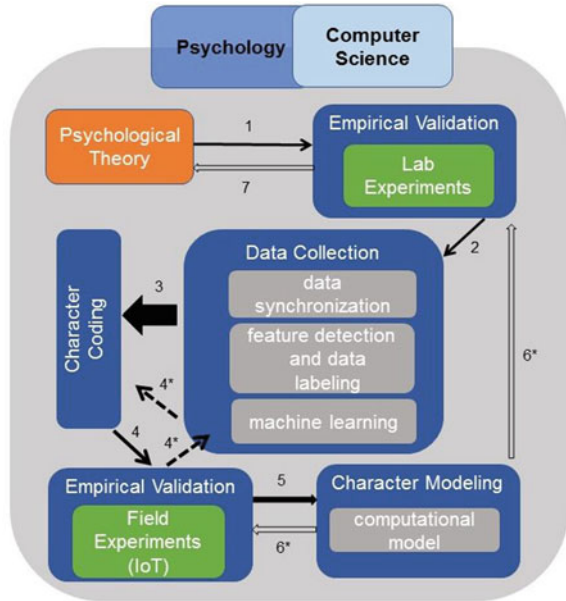 Psychology
Computer
Science
Psychological
Theory
1
7
Empirical Validation
Lab
Experiments
2
Data Collection
data
synchronization
feature detection
and data
labeling
machine learning
3
Character
Coding
4*
4
4*
6*
Empirical Validation
Field
Experiments
(IoT)
5
6*
Character Modeling
computational
model